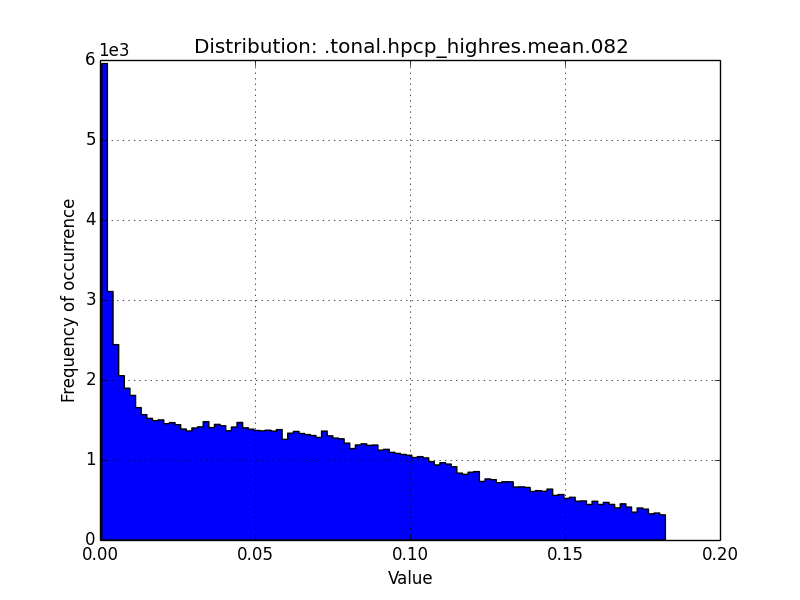 Distribution: .tonal.hpcp_highres.mean.082
1e3
6
5
4
3
2
1
0
Frequency of occurrence
0.00 0.05 0.10 0.15 0.20
Value